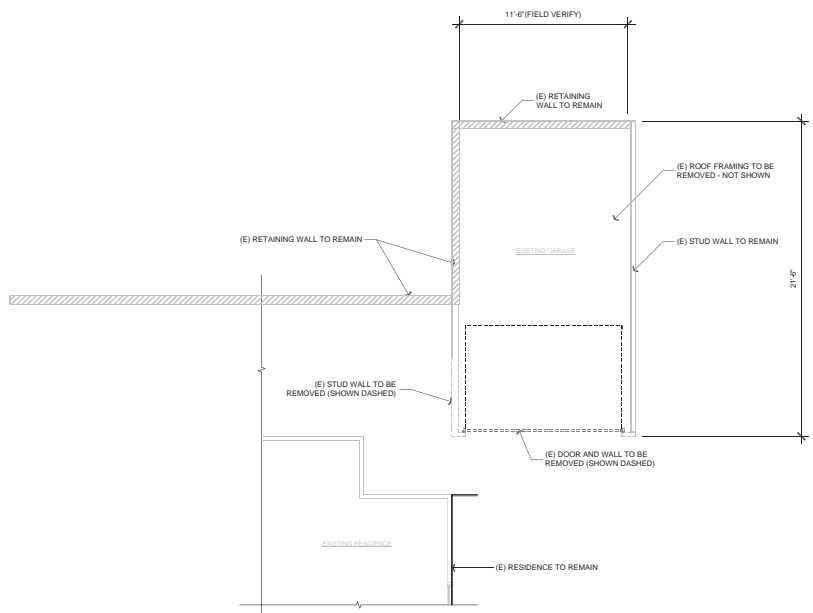 11'-6"(FIELD VERIFY)
(E) RETAINING
WALL TO REMAIN
(E) ROOF FRAMING TO BE
REMOVED - NOT SHOWN
(E) RETAINING WALL TO REMAIN
(E) STUD WALL TO REMAIN
EXISTING GARAGE
21'-6"
(E) STUD WALL TO BE
REMOVED (SHOWN DASHED)
(E) DOOR AND WALL TO BE
REMOVED (SHOWN DASHED)
EXISTING RESIDENCE
(E) RESIDENCE TO REMAIN